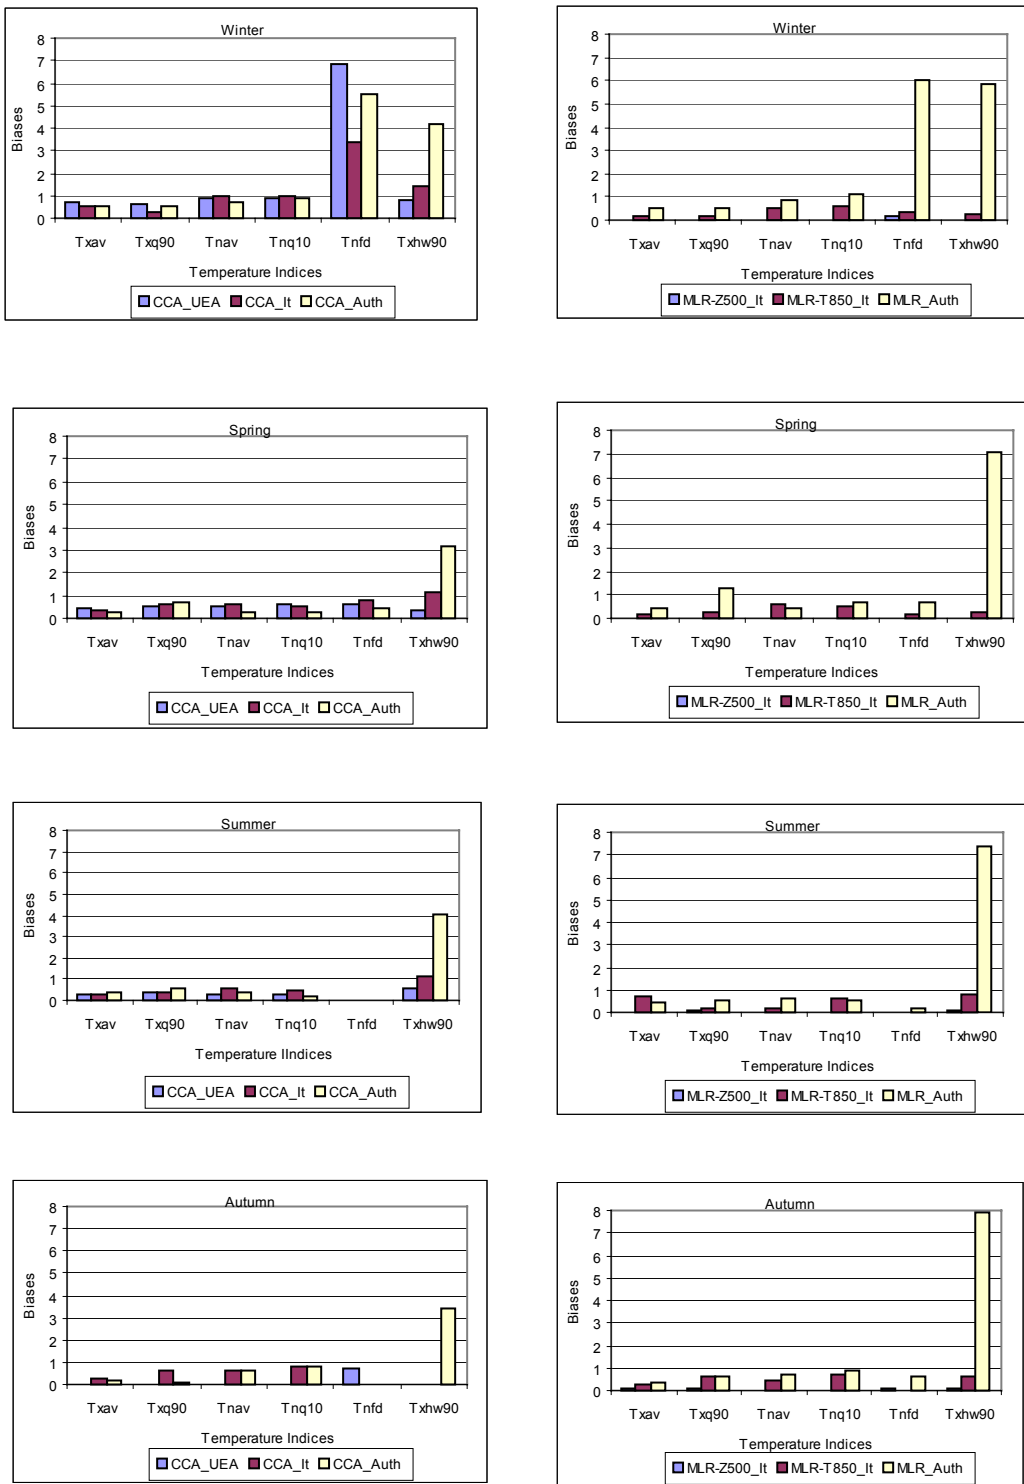 Winter
8
7
6
5
4
3
2
1
0
Biases
Txav Txq90 Tnav Tnq10 Tnfd Txhw90
Temperature Indices
CCA_UEA CCA_It CCA_Auth
Winter
8
7
6
5
4
3
2
1
0
Biases
Txav Txq90 Tnav Tnq10 Tnfd Txhw90
Temperature Indices
MLR-Z500_It MLR-T850_It MLR_Auth
Spring
8
7
6
5
4
3
2
1
0
Biases
Txav Txq90 Tnav Tnq10 Tnfd Txhw90
Temperature Indices
CCA_UEA CCA_It CCA_Auth
Spring
8
7
6
5
4
3
2
1
0
Biases
Txav Txq90 Tnav Tnq10 Tnfd Txhw90
Temperature Indices
MLR-Z500_It MLR-T850_It MLR_Auth
Summer
8
7
6
5
4
3
2
1
0
Biases
Txav Txq90 Tnav Tnq10 Tnfd Txhw90
Temperature IIndices
CCA_UEA CCA_It CCA_Auth
Summer
8
7
6
5
4
3
2
1
0
Biases
Txav Txq90 Tnav Tnq10 Tnfd Txhw90
Temperature Indices
MLR-Z500_It MLR-T850_It MLR_Auth
Autumn
8
7
6
5
4
3
2
1
0
Biases
Txav Txq90 Tnav Tnq10 Tnfd Txhw90
Temperature Indices
CCA_UEA CCA_It CCA_Auth
Autumn
8
7
6
5
4
3
2
1
0
Biases
Txav Txq90 Tnav Tnq10 Tnfd Txhw90
Temperature Indices
MLR-Z500_It MLR-T850_It MLR_Auth